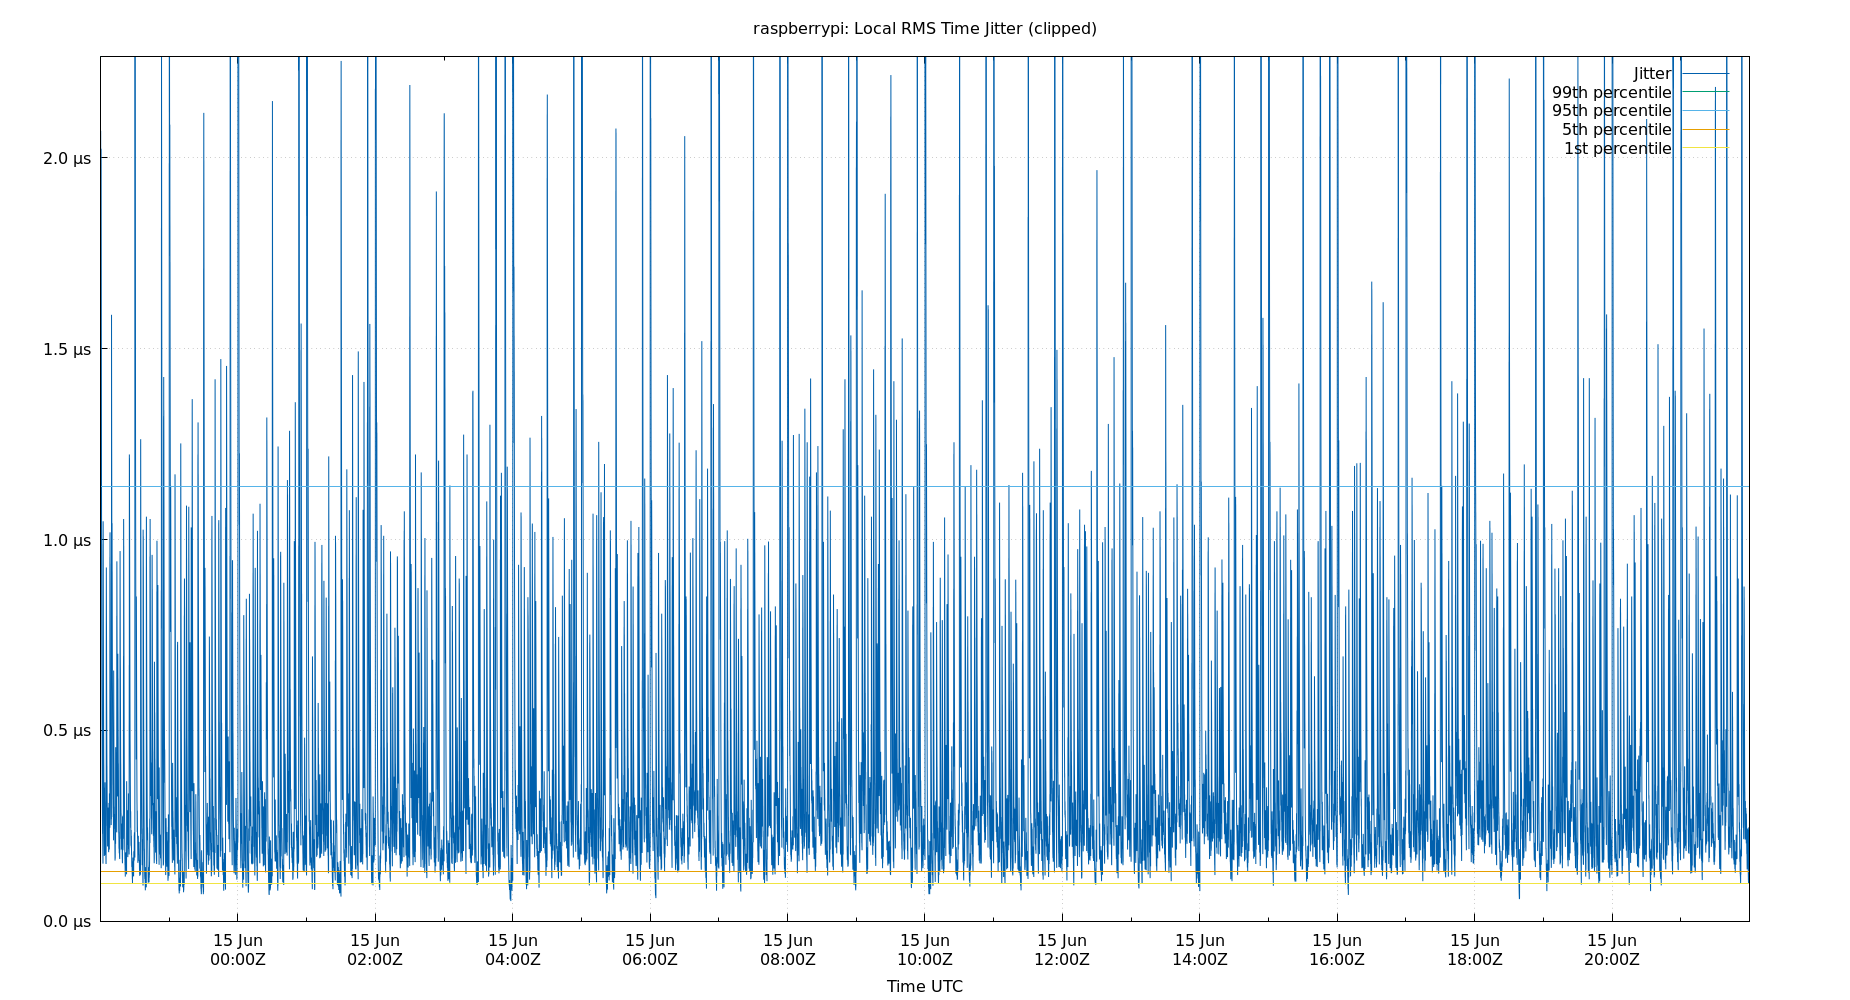 raspberrypi: Local RMS Time Jitter (clipped)
Jitter
99th percentile
95th percentile
5th percentile
1st percentile
2.0 µs
1.5 µs
1.0 µs
0.5 µs
0.0 µs
15 Jun 15 Jun 15 Jun 15 Jun 15 Jun 15 Jun 15 Jun 15 Jun 15 Jun 15 Jun 15 Jun
00:00Z 02:00Z 04:00Z 06:00Z 08:00Z 10:00Z 12:00Z 14:00Z 16:00Z 18:00Z 20:00Z
Time UTC